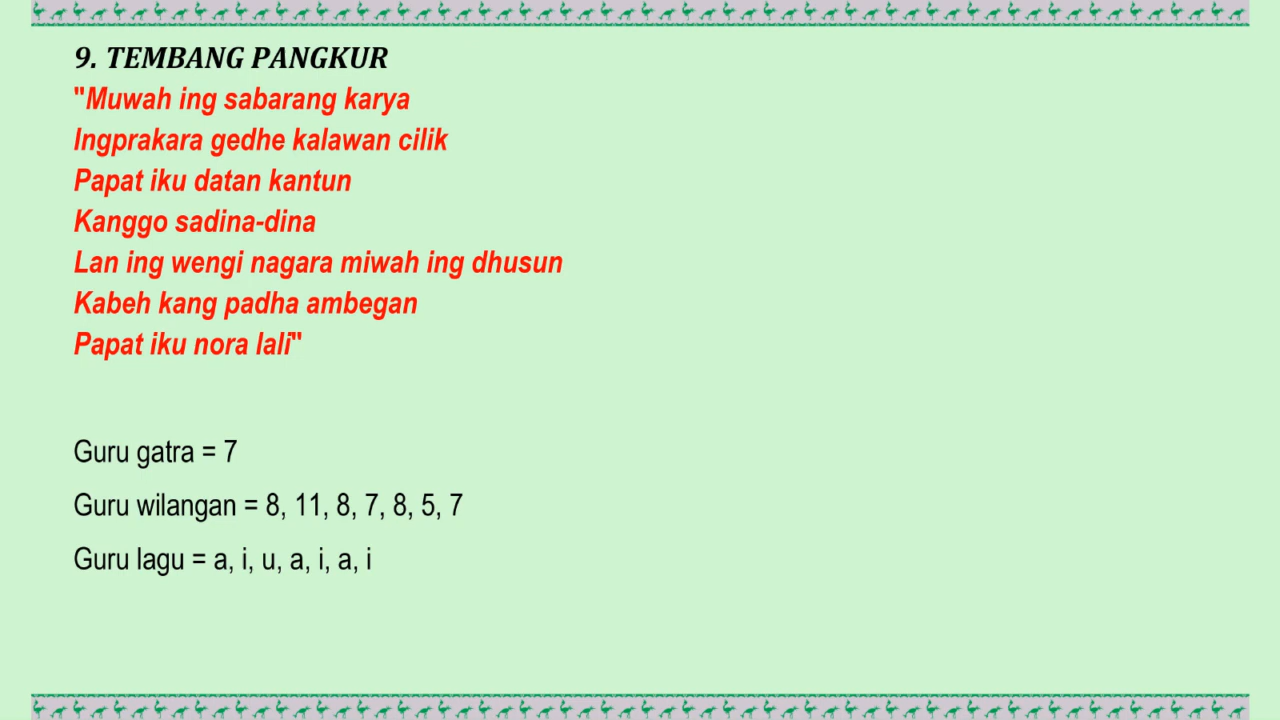 9. TEMBANG PANGKUR
"Muwah ing sabarang karya
Ingprakara gedhe kalawan cilik
Papat iku datan kantun
Kanggo sadina-dina
Lan ing wengi nagara miwah ing dhusun
Kabeh kang padha ambegan
Papat iku nora lali"
Guru gatra = 7
Guru wilangan = 8, 11, 8, 7, 8, 5, 7
Guru lagu = a, i, u, a, i, a, i